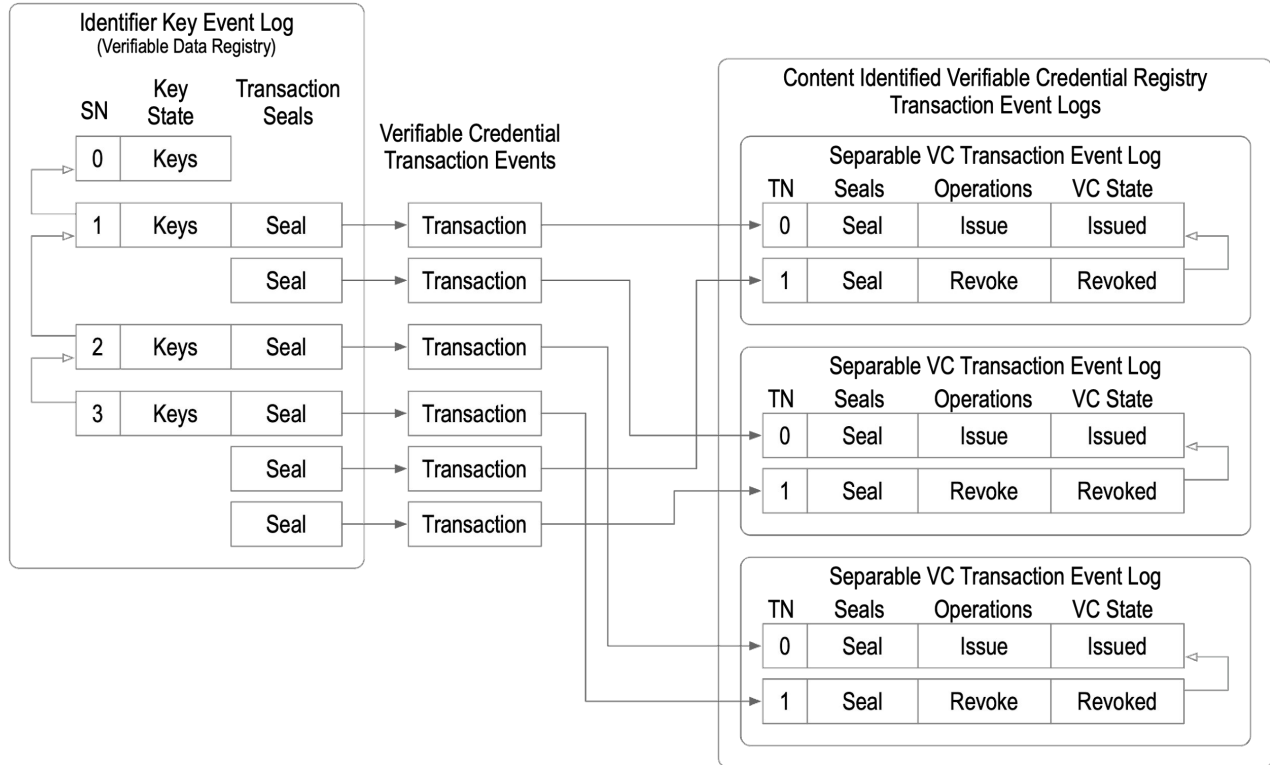 Identifier Key Event Log
(Verifiable Data Registry)
SN
Key
State
Transaction
Seals
0 Keys
1 Keys Seal
Seal
2 Keys Seal
3 Keys Seal
Seal
Seal
Verifiable Credential
Transaction Events
Transaction
Transaction
Transaction
Transaction
Transaction
Transaction
Content Identified Verifiable Credential Registry
Transaction Event Logs
Separable VC Transaction Event Log
TN Seals Operations VC State
0 Seal Issue Issued
1 Seal Revoke Revoked
Separable VC Transaction Event Log
TN Seals Operations VC State
0 Seal Issue Issued
1 Seal Revoke Revoked
Separable VC Transaction Event Log
TN Seals Operations VC State
0 Seal Issue Issued
1 Seal Revoke Revoked